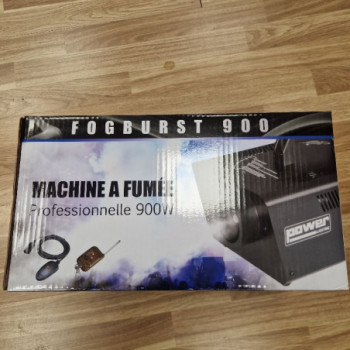 FOGBURST 900
MACHINE A FUMÉE
Professionnelle 900W
power